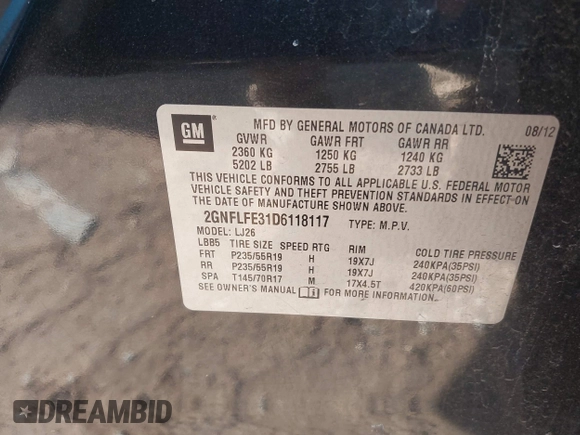 GM
MFD BY GENERAL MOTORS OF CANADA LTD. 08/12
GVWR GAWR FRT GAWR RR
2360 KG 1250 KG 1240 KG
5202 LB 2755 LB 2733 LB
THIS VEHICLE CONFORMS TO ALL APPLICABLE U.S. FEDERAL MOTOR
VEHICLE SAFETY AND THEFT PREVENTION STANDARDS IN EFFECT ON
THE DATE OF MANUFACTURE SHOWN ABOVE.
2GNFLFE31D6118117 TYPE: M.P.V.
MODEL: LJ26
LBB5 TIRE SIZE SPEED RTG RIM COLD TIRE PRESSURE
FRT P235/55R19 H 19X7J 240KPA(35PSI)
RR P235/55R19 H 19X7J 240KPA(35PSI)
SPA T145/70R17 M 17X4.5T 420KPA(60PSI)
SEE OWNER'S MANUAL FOR MORE INFORMATION.
DREAMBID